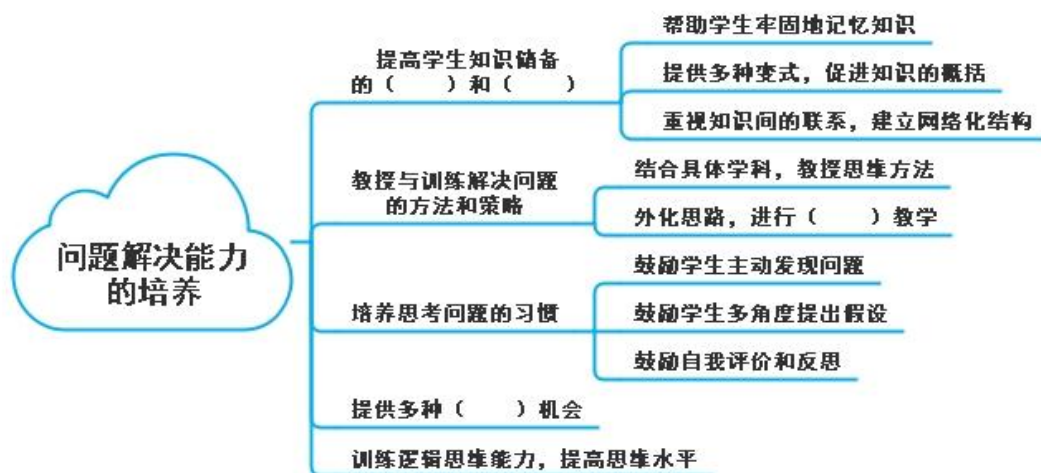 问题解决能力
的培养
提高学生知识储备
的（　　）和（　　）
帮助学生牢固地记忆知识
提供多种变式，促进知识的概括
重视知识间的联系，建立网络化结构
教授与训练解决问题
的方法和策略
结合具体学科，教授思维方法
外化思路，进行（　　）教学
培养思考问题的习惯
鼓励学生主动发现问题
鼓励学生多角度提出假设
鼓励自我评价和反思
提供多种（　　）机会
训练逻辑思维能力，提高思维水平